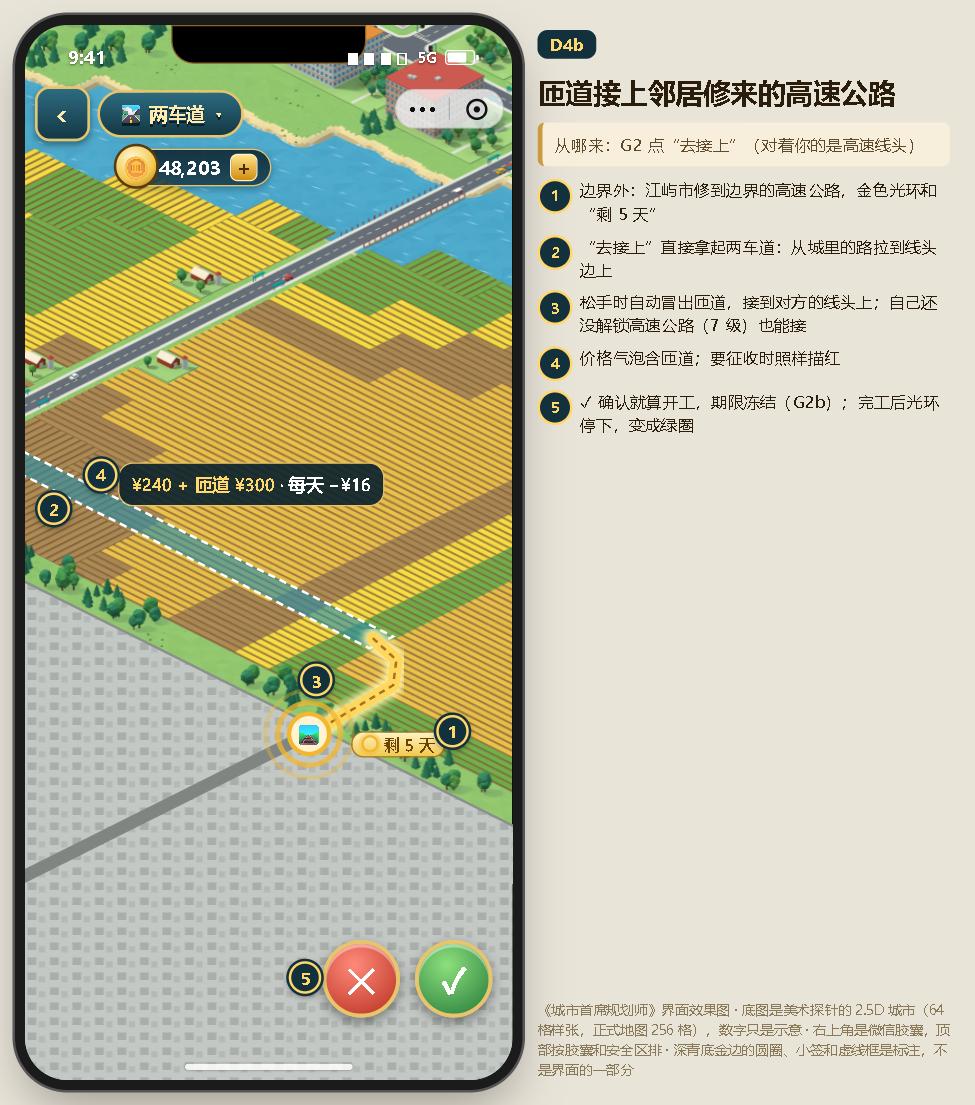 9:41
5G
‹
两车道
48,203
+
4
¥240 + 匝道 ¥300 · 每天 −¥16
2
3
剩 5 天
1
5
D4b
匝道接上邻居修来的高速公路
从哪来：G2 点“去接上”（对着你的是高速线头）
1
边界外：江屿市修到边界的高速公路，金色光环和
“剩 5 天”
2
“去接上”直接拿起两车道：从城里的路拉到线头
边上
3
松手时自动冒出匝道，接到对方的线头上；自己还
没解锁高速公路（7 级）也能接
4
价格气泡含匝道；要征收时照样描红
5
✓ 确认就算开工，期限冻结（G2b）；完工后光环
停下，变成绿圈
《城市首席规划师》界面效果图 · 底图是美术探针的 2.5D 城市（64
格样张，正式地图 256 格），数字只是示意 · 右上角是微信胶囊，顶
部按胶囊和安全区排 · 深青底金边的圆圈、小签和虚线框是标注，不
是界面的一部分